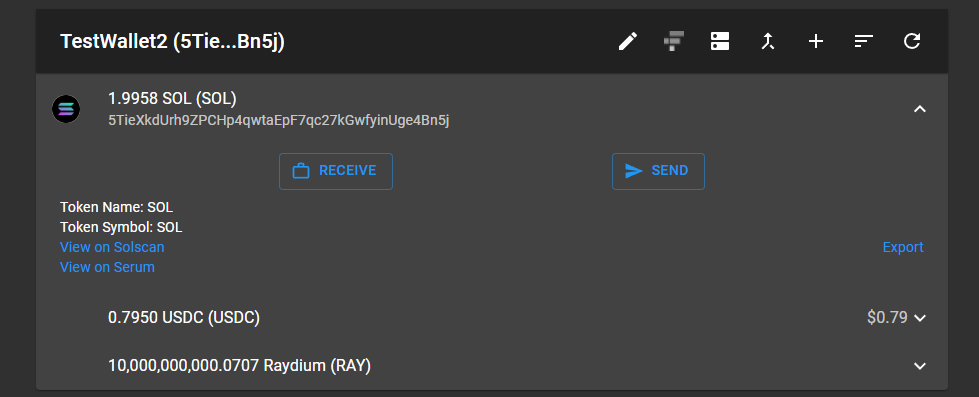 TestWallet2 (5Tie...Bn5j)
1.9958 SOL (SOL)
5TieXkdUrh9ZPCHp4qwtaEpF7qc27kGwfyinUge4Bn5j
RECEIVE
SEND
Token Name: SOL
Token Symbol: SOL
View on Solscan
Export
View on Serum
0.7950 USDC (USDC)
$0.79
10,000,000,000.0707 Raydium (RAY)